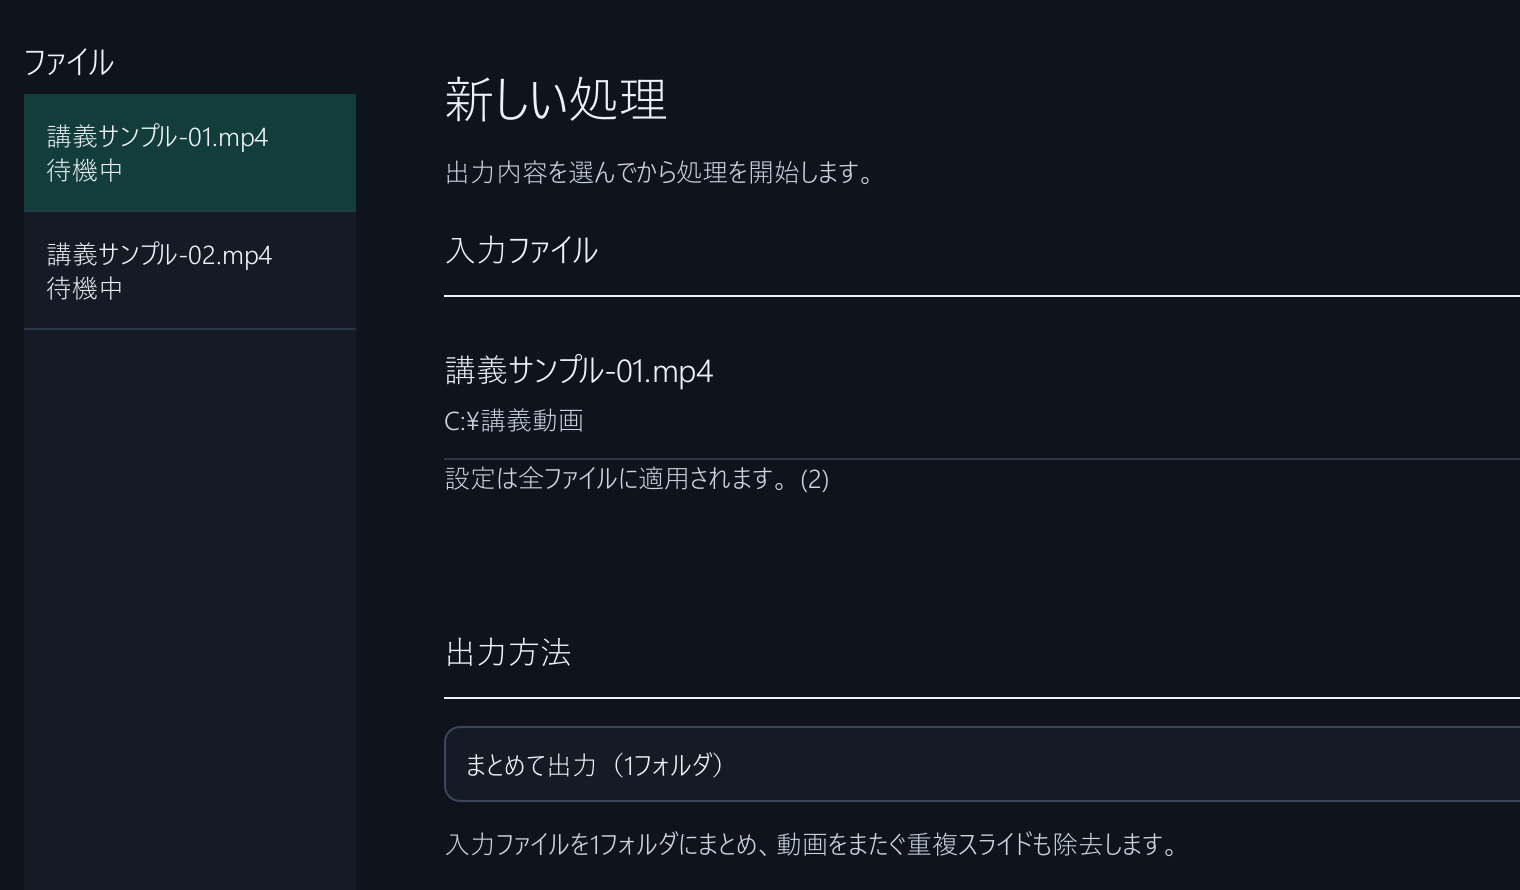 ファイル
講義サンプル-01.mp4
待機中
講義サンプル-02.mp4
待機中
新しい処理
出力内容を選んでから処理を開始します。
入力ファイル
講義サンプル-01.mp4
C:¥講義動画
設定は全ファイルに適用されます。 (2)
出力方法
まとめて出力（1フォルダ）
入力ファイルを1フォルダにまとめ、動画をまたぐ重複スライドも除去します。